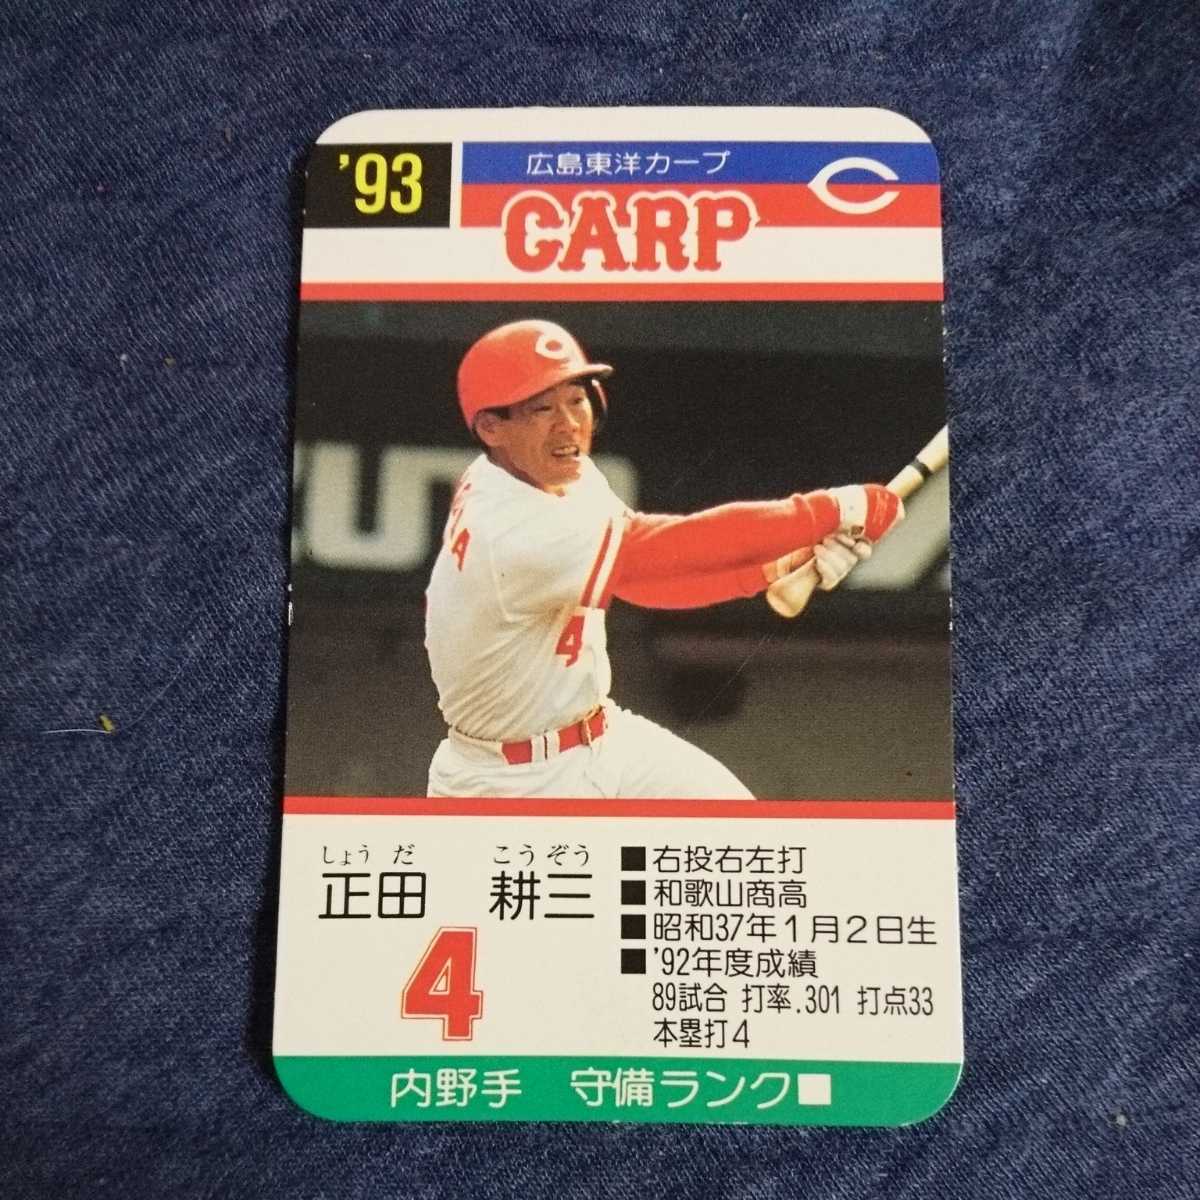 '93
広島東洋カープ
CARP
4
しょうだ こうぞう
正田 耕三
4
■右投右左打
■和歌山商高
■昭和37年1月2日生
■'92年度成績
89試合 打率.301 打点33
本塁打4
内野手 守備ランク■